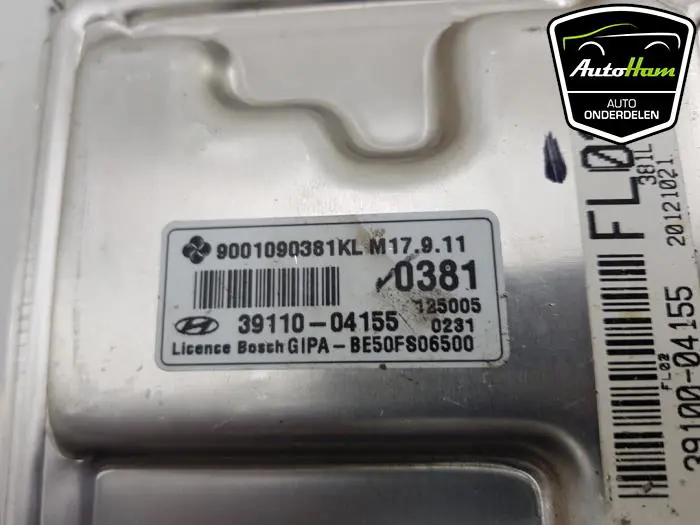 AutoHam
AUTO
ONDERDELEN
9001090381KL M17.9.11
0381
125005
39110-04155 0231
Licence Bosch GIPA-BE50FS06500
381L
20121021
FL02
39100-04155